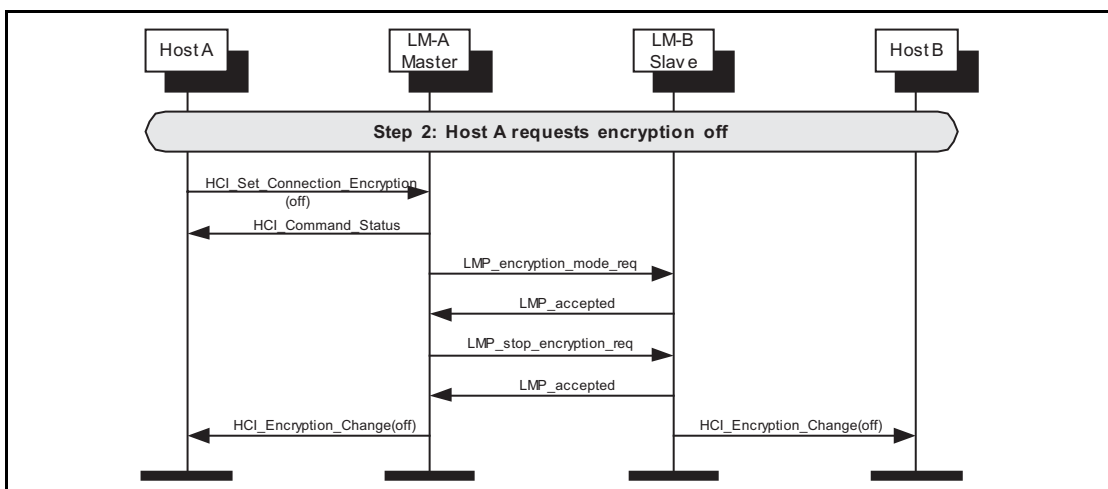 Host A
LM-A
Master
LM-B
Slave
Host B
Step 2: Host A requests encryption off
HCI_Set_Connection_Encryption
(off)
HCI_Command_Status
LMP_encryption_mode_req
LMP_accepted
LMP_stop_encryption_req
LMP_accepted
HCI_Encryption_Change(off)
HCI_Encryption_Change(off)